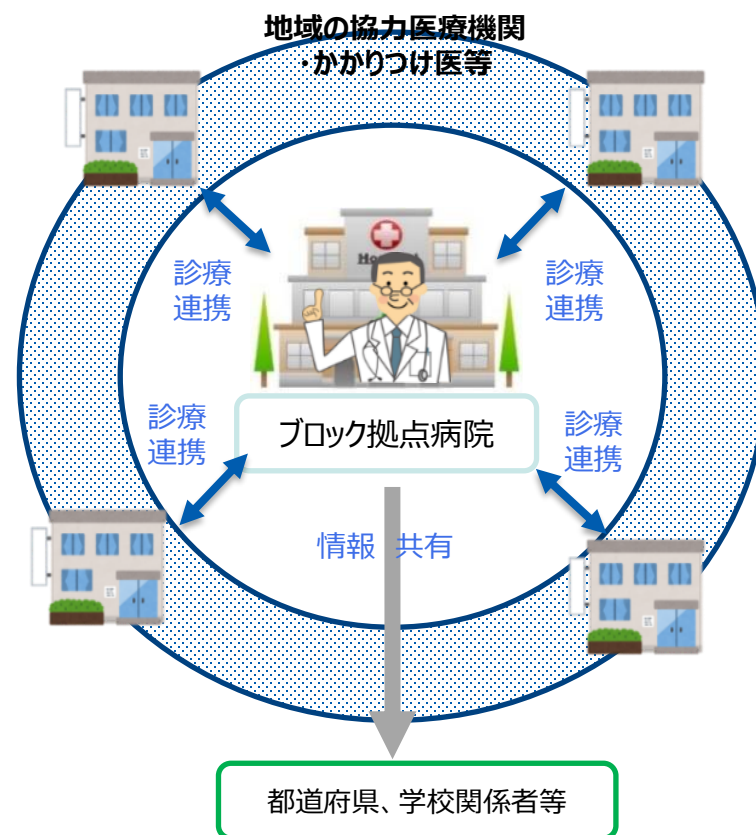 地域の協力医療機関
・かかりつけ医等
診療
連携
診療
連携
診療
連携
ブロック拠点病院
診療
連携
情報 共有
都道府県、学校関係者等